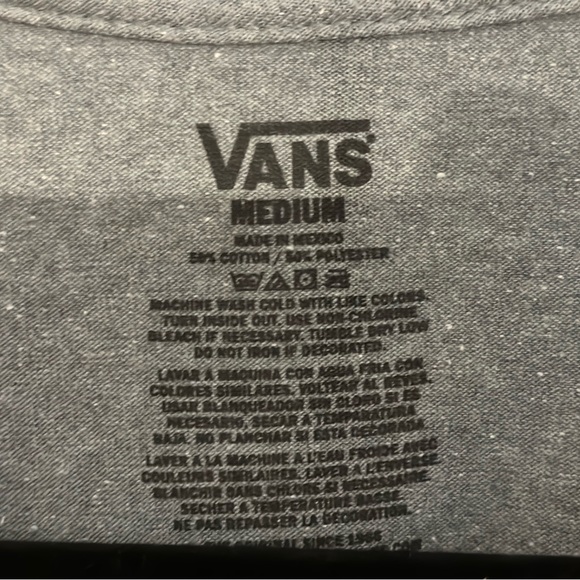 VANS
MEDIUM
MADE IN MEXICO
50% COTTON / 50% POLYESTER
MACHINE WASH COLD WITH LIKE COLORS.
TURN INSIDE OUT. USE NON-CHLORINE
BLEACH IF NECESSARY. TUMBLE DRY LOW
DO NOT IRON IF DECORATED.
LAVAR A MAQUINA CON AGUA FRIA CON
COLORES SIMILARES. VOLTEAR AL REVES.
USAR BLANQUEADOR SIN CLORO SI ES
NECESARIO, SECAR A TEMPERATURA
BAJA. NO PLANCHAR SI ESTA DECORADA.
LAVER A LA MACHINE A L'EAU FROIDE AVEC
COULEURS SIMILAIRES. LAVER A L'ENVERSE
BLANCHIR SANS CHLORE SI NECESSAIRE
SECHER A TEMPERATURE BASSE.
NE PAS REPASSER LA DECORATION.
ORIGINAL SINCE 1966
.COM